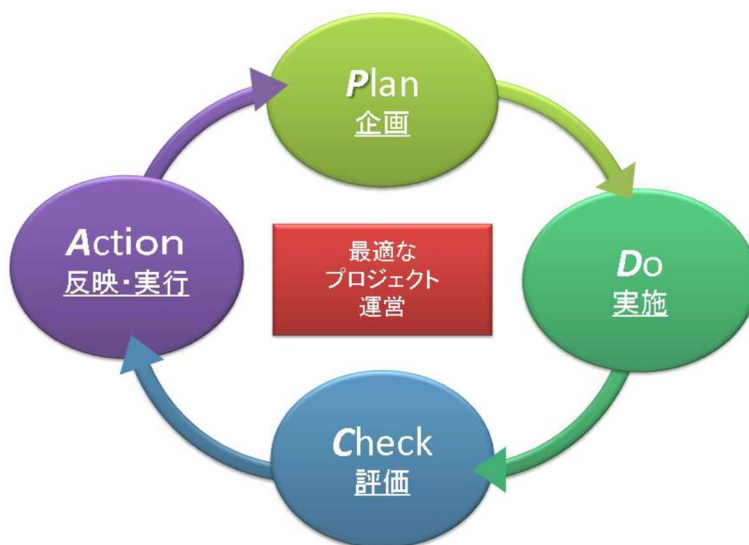 Plan
企画
Do
実施
Check
評価
Action
反映・実行
最適な
プロジェクト
運営